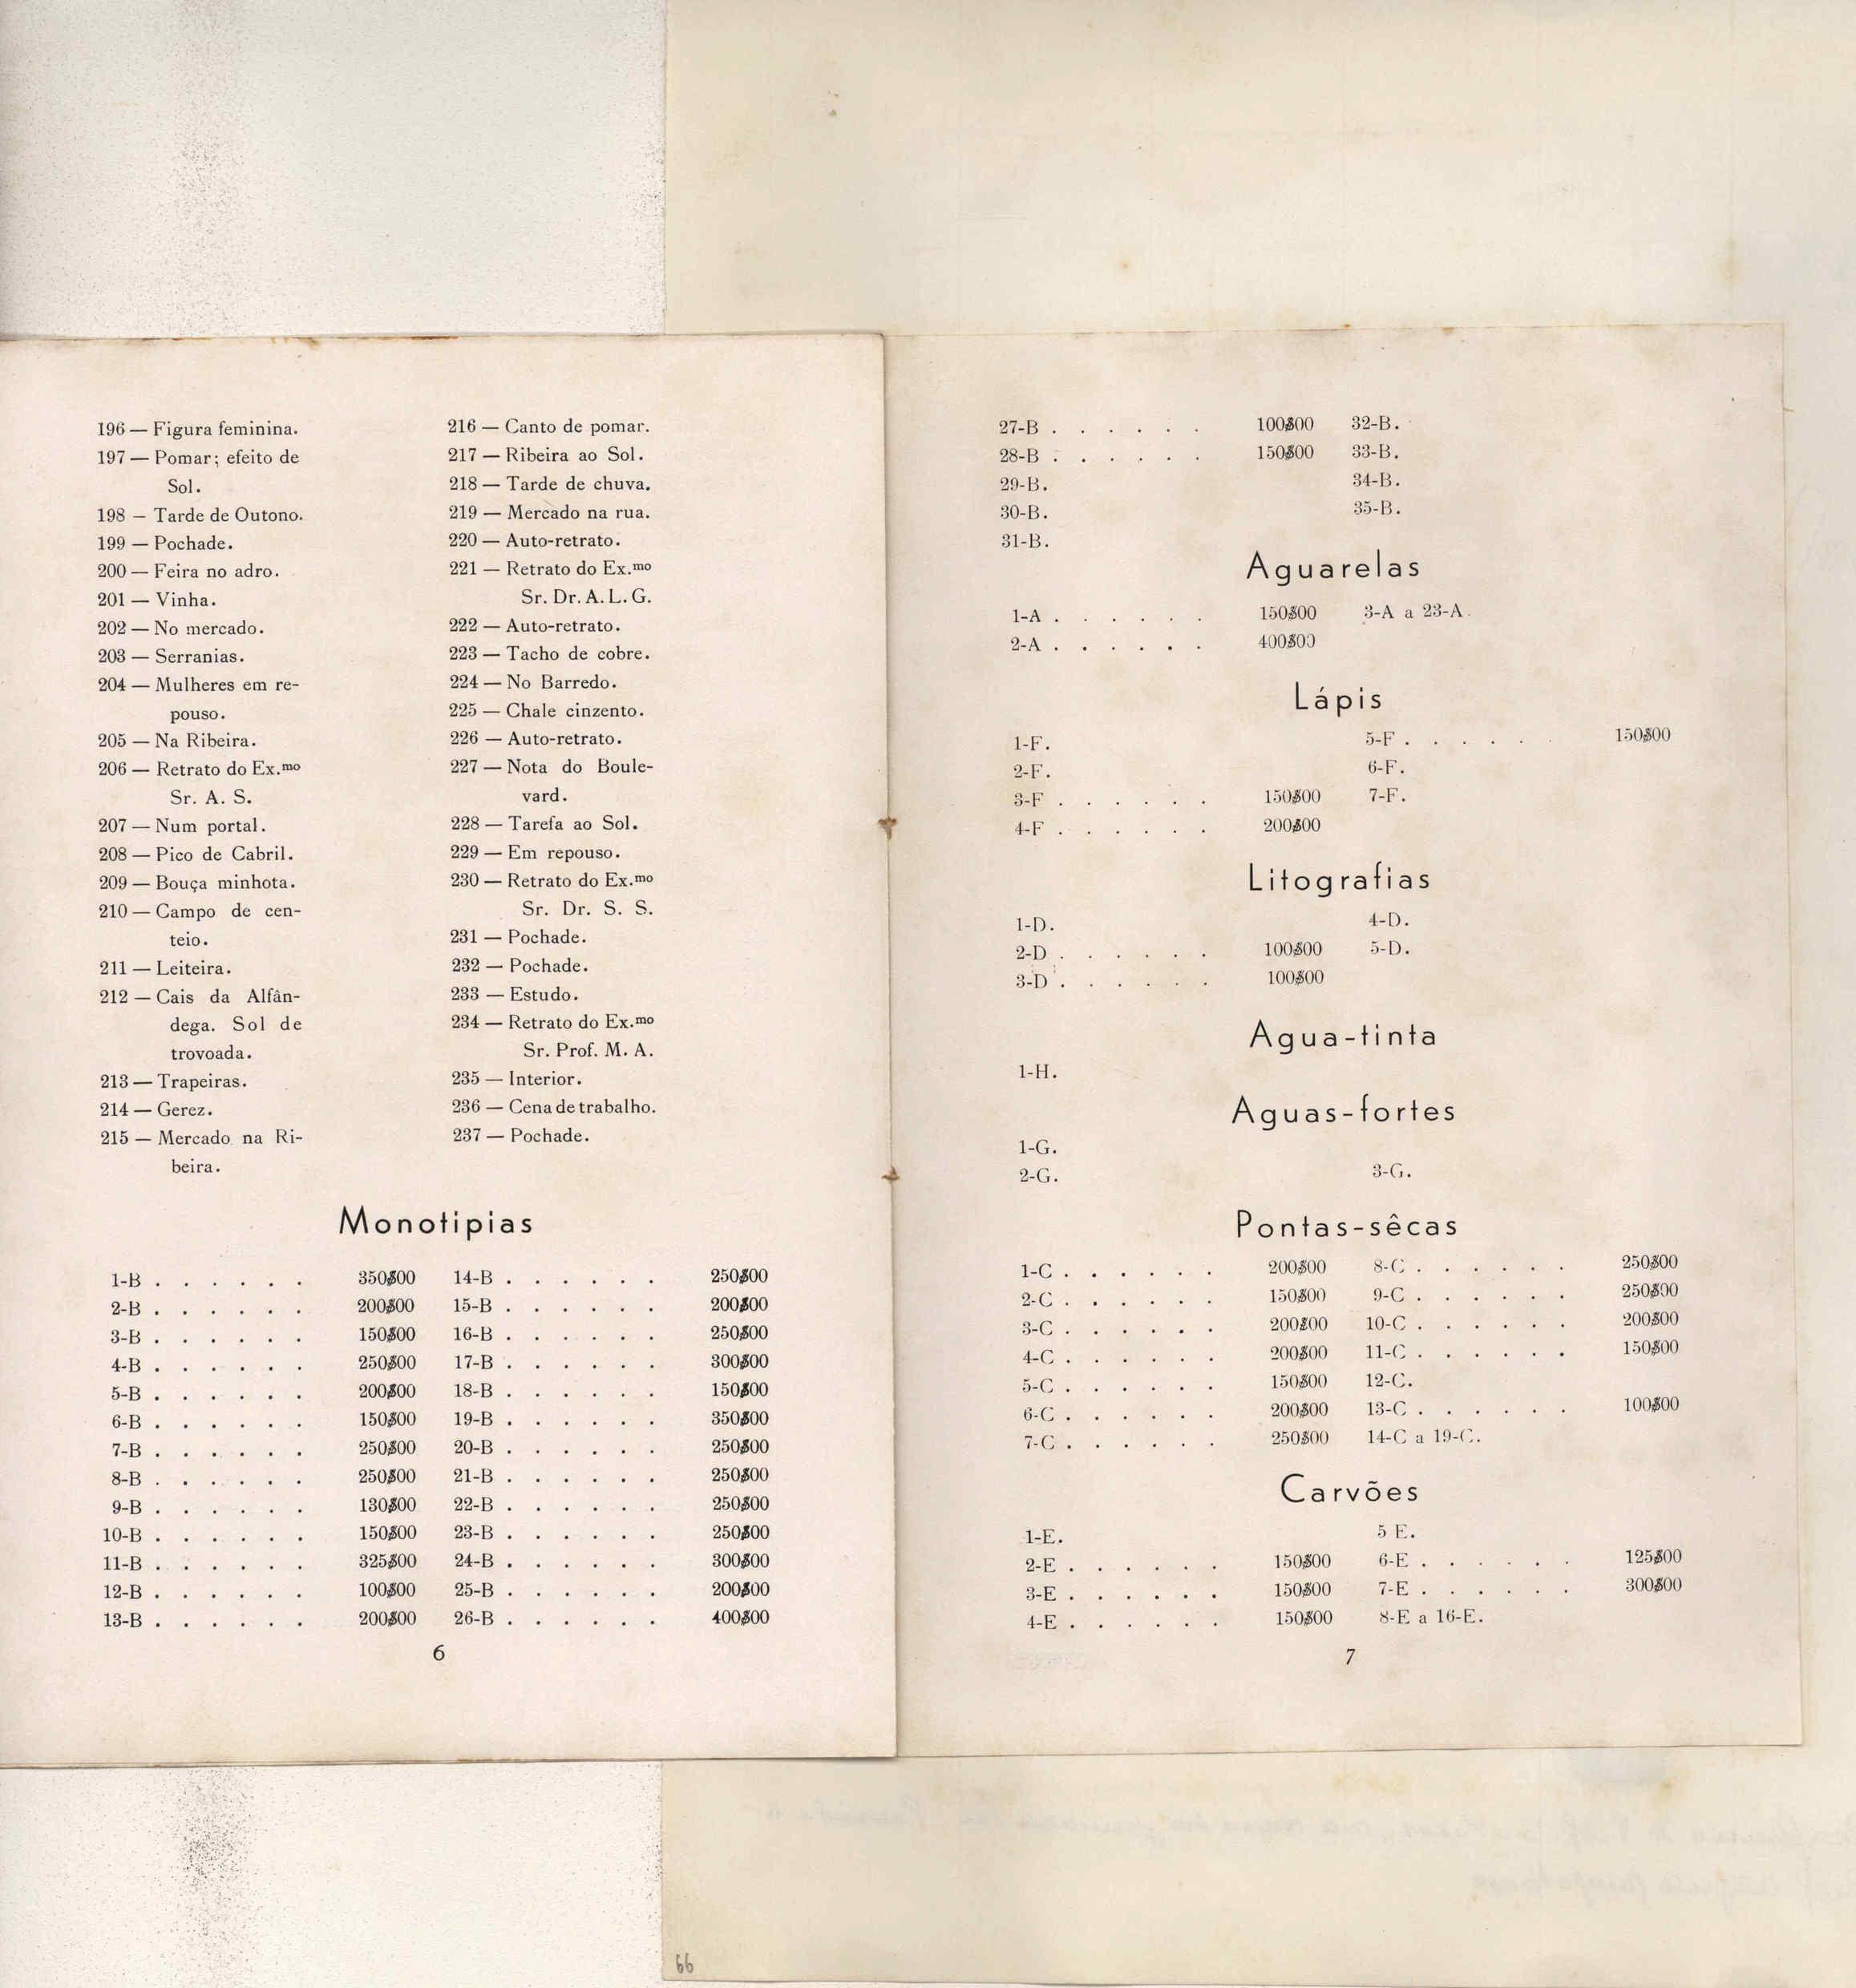 196 — Figura feminina.
197 — Pomar; efeito de
Sol.
198 – Tarde de Outono.
199 — Pochade.
200 — Feira no adro.
201 — Vinha.
202 — No mercado.
203 — Serranias.
204 — Mulheres em re-
pouso.
205 — Na Ribeira.
206 — Retrato do Ex.mo
Sr. A. S.
207 — Num portal.
208 — Pico de Cabril.
209 — Bouça minhota.
210 — Campo de cen-
teio.
211 — Leiteira.
212 — Cais da Alfân-
dega. Sol de
trovoada.
213 — Trapeiras.
214 — Gerez.
215 — Mercado na Ri-
beira.
216 — Canto de pomar.
217 — Ribeira ao Sol.
218 — Tarde de chuva.
219 — Mercado na rua.
220 — Auto-retrato.
221 — Retrato do Ex.mo
Sr. Dr. A. L. G.
222 — Auto-retrato.
223 — Tacho de cobre.
224 — No Barredo.
225 — Chale cinzento.
226 — Auto-retrato.
227 — Nota do Boule-
vard.
228 — Tarefa ao Sol.
229 — Em repouso.
230 — Retrato do Ex.mo
Sr. Dr. S. S.
231 — Pochade.
232 — Pochade.
233 — Estudo.
234 — Retrato do Ex.mo
Sr. Prof. M. A.
235 — Interior.
236 — Cena de trabalho.
237 — Pochade.
Monotipias
1-B . . . . . . 350$00
2-B . . . . . . 200$00
3-B . . . . . . 150$00
4-B . . . . . . 250$00
5-B . . . . . . 200$00
6-B . . . . . . 150$00
7-B . . . . . . 250$00
8-B . . . . . . 250$00
9-B . . . . . . 130$00
10-B . . . . . . 150$00
11-B . . . . . . 325$00
12-B . . . . . . 100$00
13-B . . . . . . 200$00
14-B . . . . . . 250$00
15-B . . . . . . 200$00
16-B . . . . . . 250$00
17-B . . . . . . 300$00
18-B . . . . . . 150$00
19-B . . . . . . 350$00
20-B . . . . . . 250$00
21-B . . . . . . 250$00
22-B . . . . . . 250$00
23-B . . . . . . 250$00
24-B . . . . . . 300$00
25-B . . . . . . 200$00
26-B . . . . . . 400$00
6
27-B . . . . . . 100$00
28-B . . . . . . 150$00
29-B.
30-B.
31-B.
32-B.
33-B.
34-B.
35-B.
Aguarelas
1-A . . . . . . 150$00
2-A . . . . . . 400$00
3-A a 23-A.
Lápis
1-F.
2-F.
3-F . . . . . . 150$00
4-F . . . . . . 200$00
5-F . . . . . . 150$00
6-F.
7-F.
Litografias
1-D.
2-D . . . . . . 100$00
3-D . . . . . . 100$00
4-D.
5-D.
Agua-tinta
1-H.
Aguas-fortes
1-G.
2-G.
3-G.
Pontas-sêcas
1-C . . . . . . 200$00
2-C . . . . . . 150$00
3-C . . . . . . 200$00
4-C . . . . . . 200$00
5-C . . . . . . 150$00
6-C . . . . . . 200$00
7-C . . . . . . 250$00
8-C . . . . . . 250$00
9-C . . . . . . 250$00
10-C . . . . . . 200$00
11-C . . . . . . 150$00
12-C.
13-C . . . . . . 100$00
14-C a 19-C.
Carvões
1-E.
2-E . . . . . . 150$00
3-E . . . . . . 150$00
4-E . . . . . . 150$00
5 E.
6-E . . . . . . 125$00
7-E . . . . . . 300$00
8-E a 16-E.
7
66